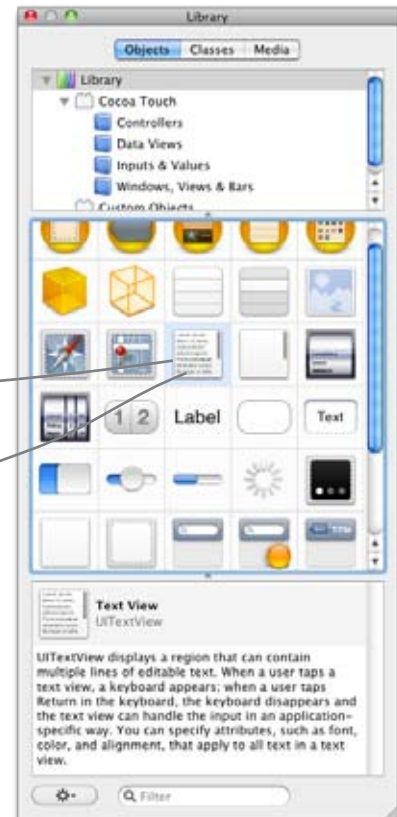 Library
Objects Classes Media
Library
Cocoa Touch
Controllers
Data Views
Inputs & Values
Windows, Views & Bars
Custom Objects
1 2
Label
Text
Text View
UITextView
UITextView displays a region that can contain
multiple lines of editable text. When a user taps a
text view, a keyboard appears; when a user taps
Return in the keyboard, the keyboard disappears and
the text view can handle the input in an application-
specific way. You can specify attributes, such as font,
color, and alignment, that apply to all text in a text
view.
Filter